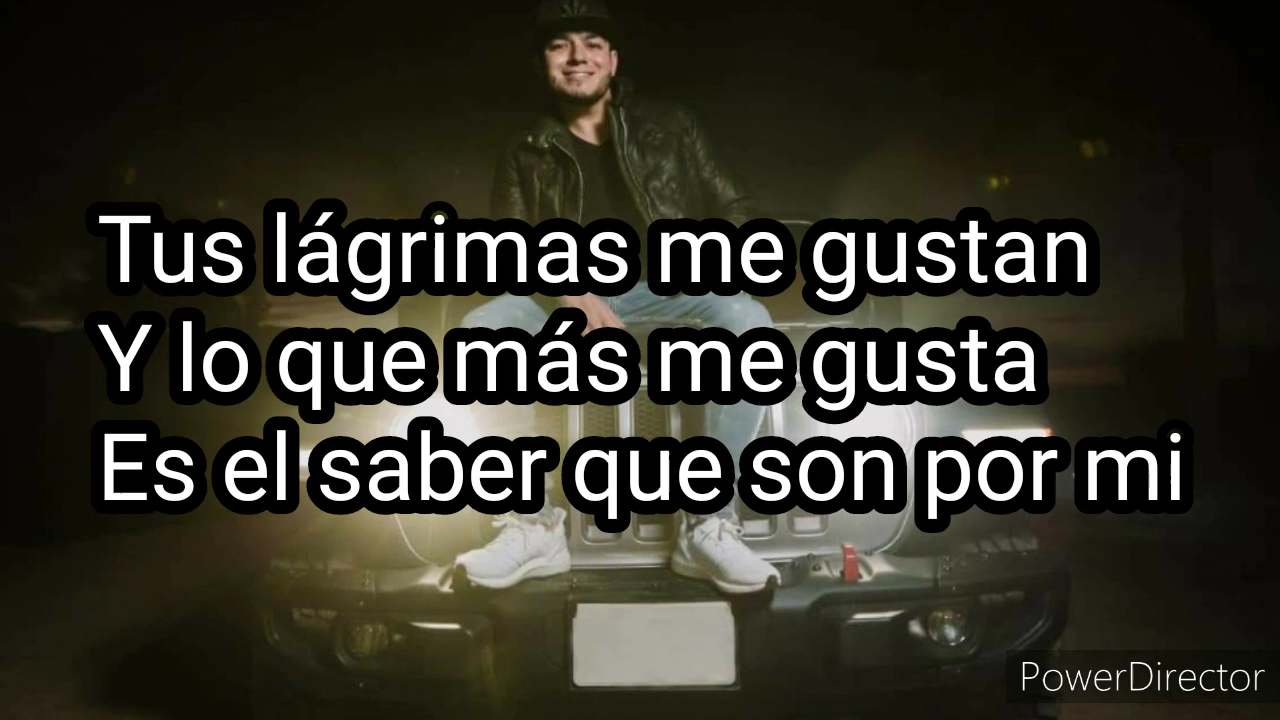 Tus lágrimas me gustan
Y lo que más me gusta
Es el saber que son por mi
PowerDirector